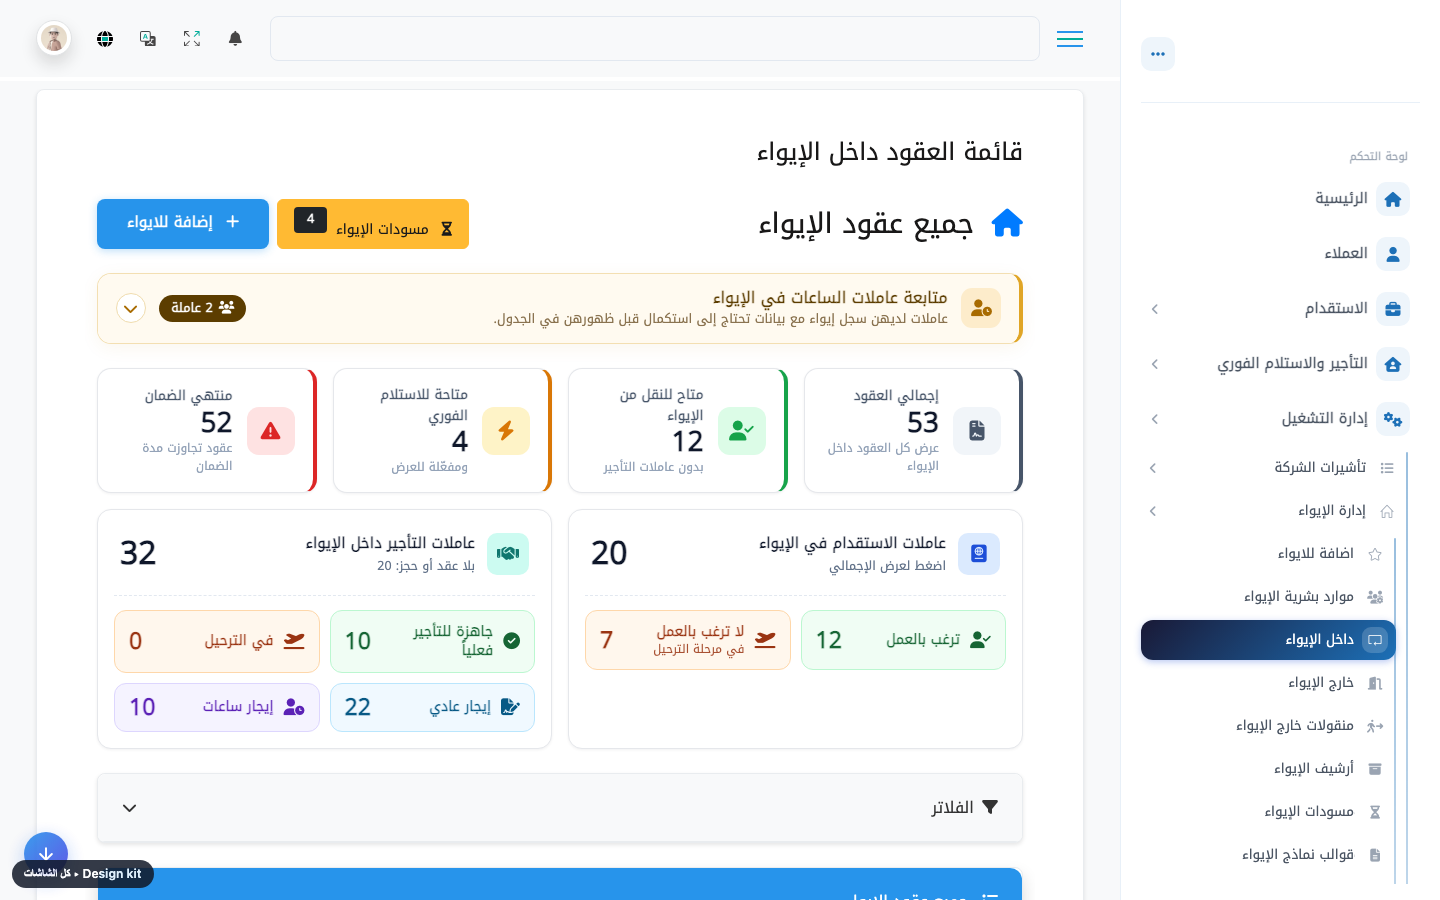 لوحة التحكم
الرئيسية
العملاء
الاستقدام
التأجير والاستلام الفوري
إدارة التشغيل
تأشيرات الشركة
إدارة الإيواء
اضافة للايواء
موارد بشرية الإيواء
داخل الإيواء
خارج الإيواء
منقولات خارج الإيواء
أرشيف الإيواء
مسودات الإيواء
قوالب نماذج الإيواء
قائمة العقود داخل الإيواء
جميع عقود الإيواء
مسودات الإيواء 4
إضافة للايواء
متابعة عاملات الساعات في الإيواء
عاملات لديهن سجل إيواء مع بيانات تحتاج إلى استكمال قبل ظهورهن في الجدول.
2 عاملة
إجمالي العقود
53
عرض كل العقود داخل
الإيواء
متاح للنقل من
الإيواء
12
بدون عاملات التأجير
متاحة للاستلام
الفوري
4
ومفعّلة للعرض
منتهي الضمان
52
عقود تجاوزت مدة
الضمان
عاملات الاستقدام في الإيواء
اضغط لعرض الإجمالي
20
ترغب بالعمل
12
لا ترغب بالعمل
في مرحلة الترحيل
7
عاملات التأجير داخل الإيواء
بلا عقد أو حجز: 20
32
جاهزة للتأجير
فعلياً
10
في الترحيل
0
إيجار عادي
22
إيجار ساعات
10
الفلاتر
جميع عقود الإيواء
Design kit ▸ كل الشاشات